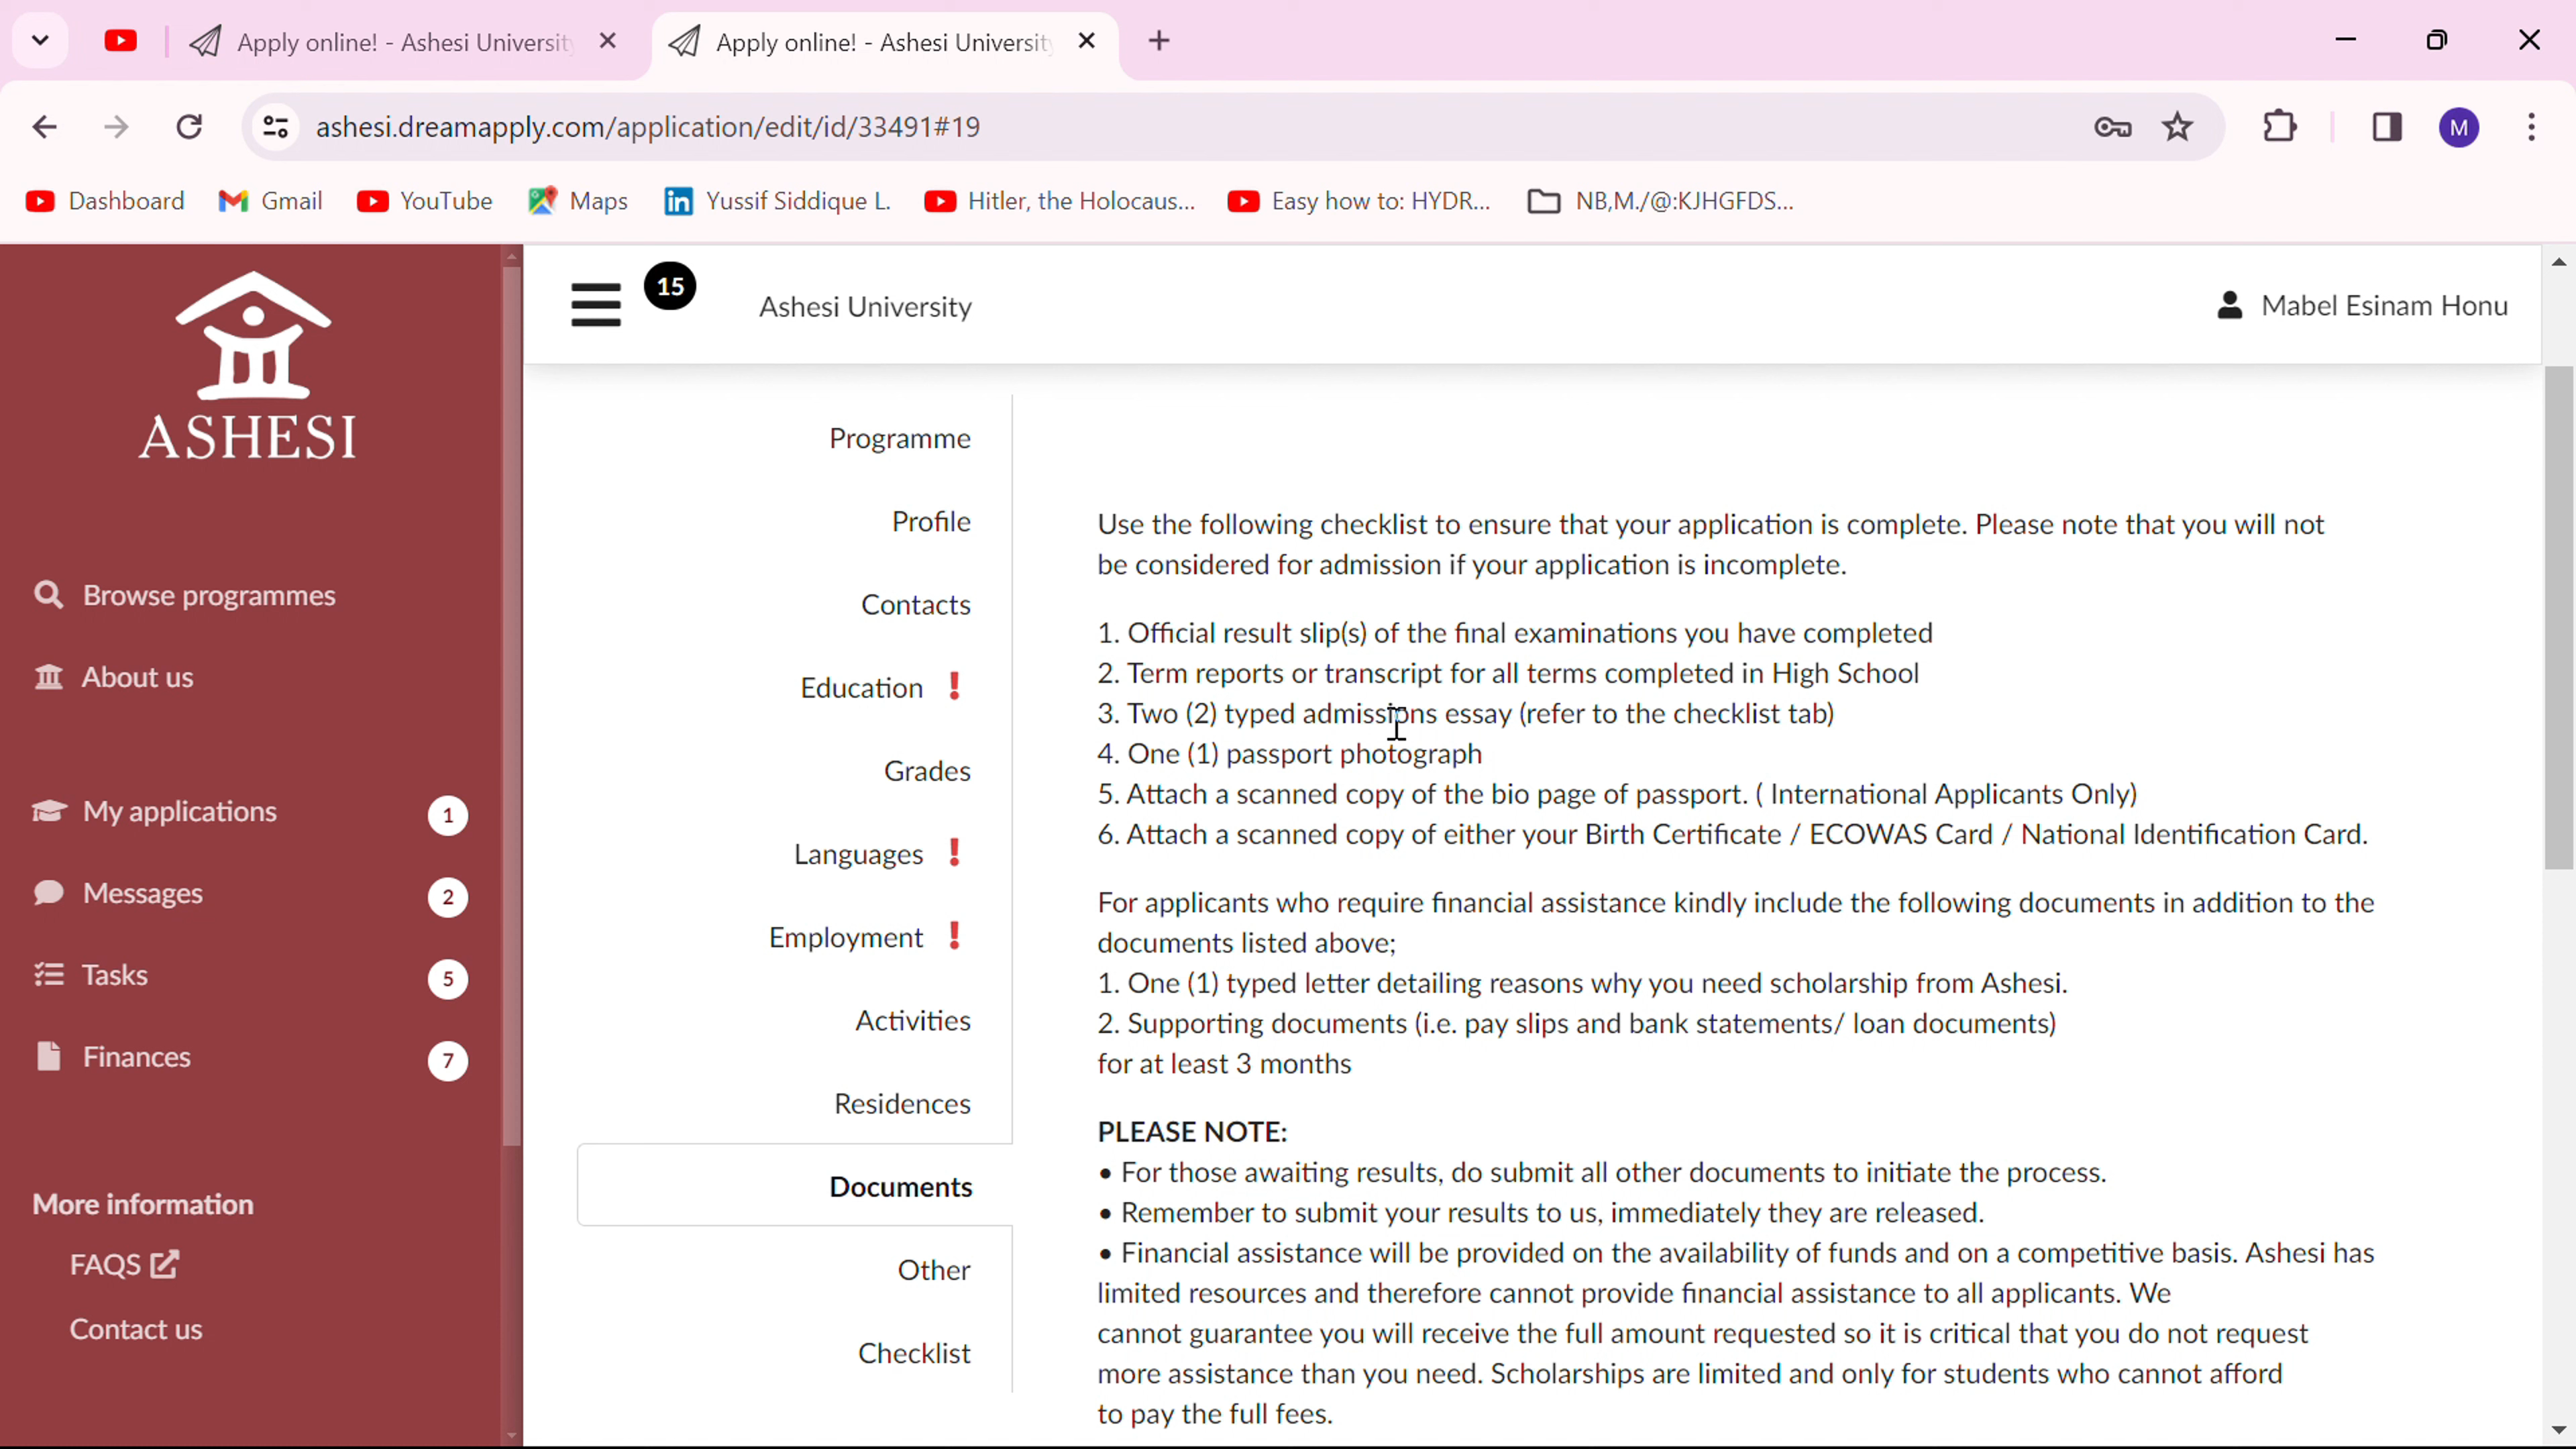 Apply online! - Ashesi University
Apply online! - Ashesi University
ashesi.dreamapply.com/application/edit/id/33491#19
M
Dashboard
Gmail
YouTube
Maps
Yussif Siddique L.
Hitler, the Holocaus...
Easy how to: HYDR...
NB,M./@:KJHGFDS...
ASHESI
Browse programmes
About us
My applications 1
Messages 2
Tasks 5
Finances 7
More information
FAQS
Contact us
15
Ashesi University
Mabel Esinam Honu
Programme
Profile
Contacts
Education !
Grades
Languages !
Employment !
Activities
Residences
Documents
Other
Checklist
Use the following checklist to ensure that your application is complete. Please note that you will not
be considered for admission if your application is incomplete.
1. Official result slip(s) of the final examinations you have completed
2. Term reports or transcript for all terms completed in High School
3. Two (2) typed admissions essay (refer to the checklist tab)
4. One (1) passport photograph
5. Attach a scanned copy of the bio page of passport. ( International Applicants Only)
6. Attach a scanned copy of either your Birth Certificate / ECOWAS Card / National Identification Card.
For applicants who require financial assistance kindly include the following documents in addition to the
documents listed above;
1. One (1) typed letter detailing reasons why you need scholarship from Ashesi.
2. Supporting documents (i.e. pay slips and bank statements/ loan documents)
for at least 3 months
PLEASE NOTE:
• For those awaiting results, do submit all other documents to initiate the process.
• Remember to submit your results to us, immediately they are released.
• Financial assistance will be provided on the availability of funds and on a competitive basis. Ashesi has
limited resources and therefore cannot provide financial assistance to all applicants. We
cannot guarantee you will receive the full amount requested so it is critical that you do not request
more assistance than you need. Scholarships are limited and only for students who cannot afford
to pay the full fees.